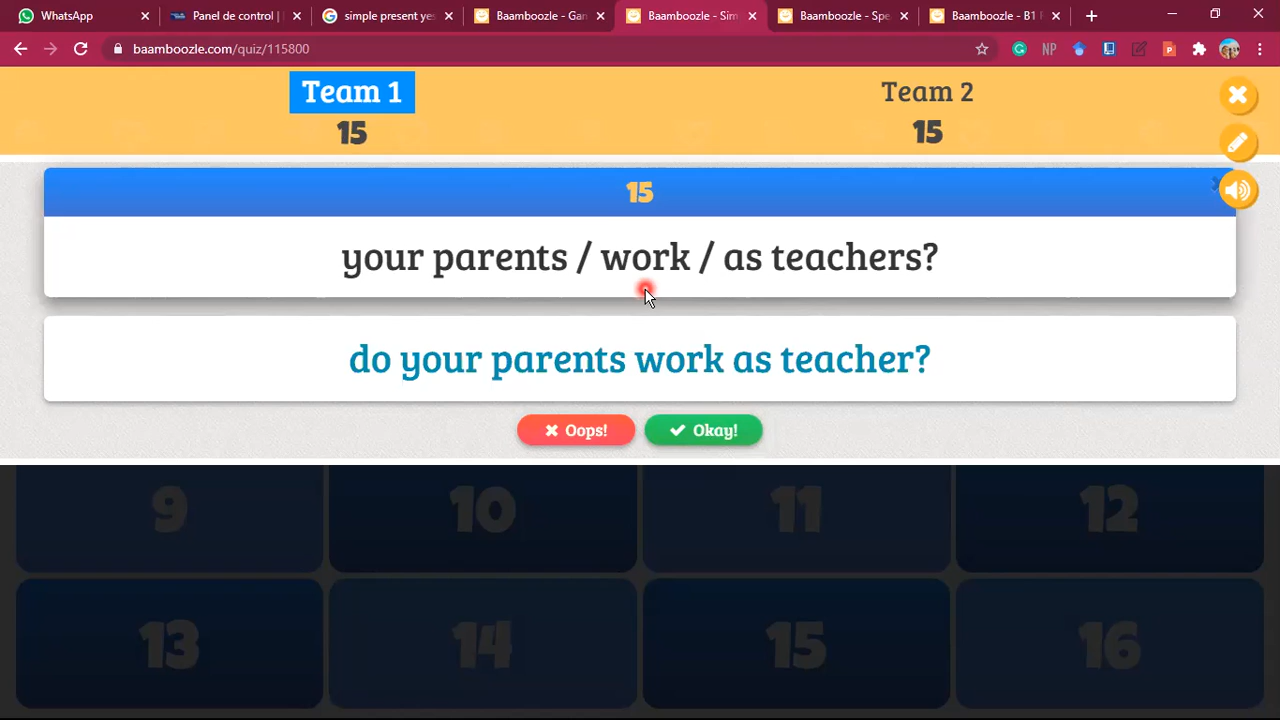 WhatsApp
Panel de control |
simple present yes
Baamboozle - Gan
Baamboozle - Sim
Baamboozle - Spe
Baamboozle - B1
baamboozle.com/quiz/115800
NP
Team 1
15
Team 2
15
15
your parents / work / as teachers?
do your parents work as teacher?
Oops!
Okay!
9
10
11
12
13
14
15
16